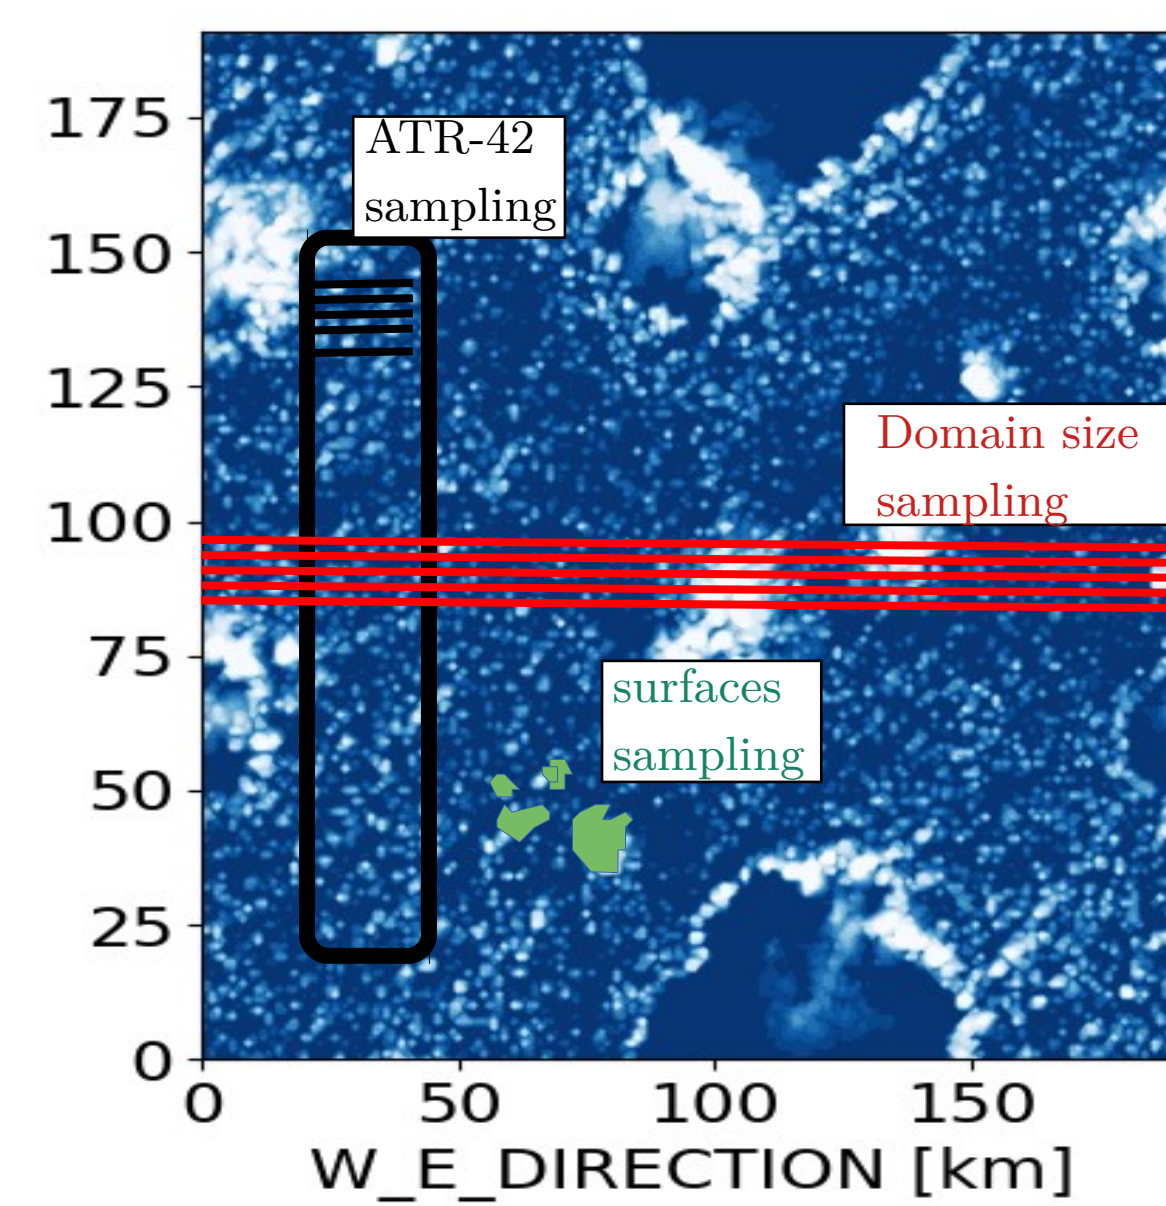 175
ATR-42
sampling
150
125
Domain size
sampling
100
75
surfaces
sampling
50
25
0
0 50 100 150
W_E_DIRECTION [km]